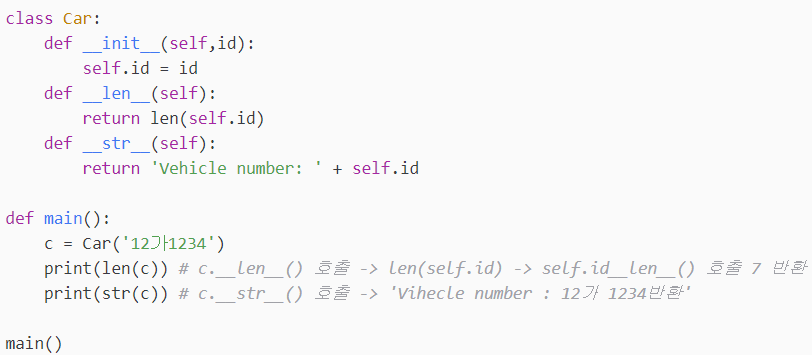 class Car:
    def __init__(self,id):
        self.id = id
    def __len__(self):
        return len(self.id)
    def __str__(self):
        return 'Vehicle number: ' + self.id
def main():
    c = Car('12가1234')
    print(len(c)) # c.__len__() 호출 -> len(self.id) -> self.id__len__() 호출 7 반환
    print(str(c)) # c.__str__() 호출 -> 'Vihecle number : 12가 1234반환'
main()